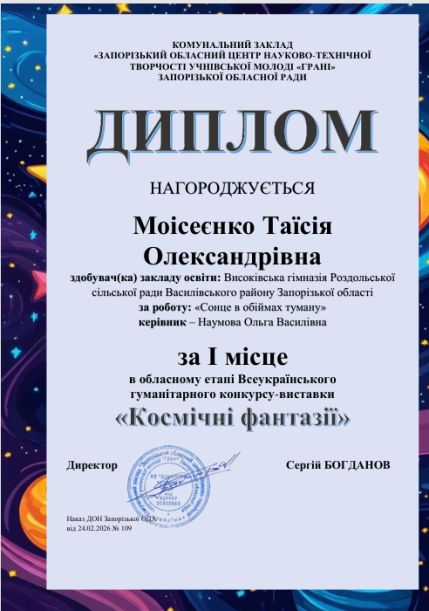 КОМУНАЛЬНИЙ ЗАКЛАД
«ЗАПОРІЗЬКИЙ ОБЛАСНИЙ ЦЕНТР НАУКОВО-ТЕХНІЧНОЇ
ТВОРЧОСТІ УЧНІВСЬКОЇ МОЛОДІ «ГРАНІ»
ЗАПОРІЗЬКОЇ ОБЛАСНОЇ РАДИ
ДИПЛОМ
НАГОРОДЖУЄТЬСЯ
Моісеєнко Таїсія
Олександрівна
здобувач(ка) закладу освіти: Високівська гімназія Роздольської
сільської ради Василівського району Запорізької області
за роботу: «Сонце в обіймах туману»
керівник – Наумова Ольга Василівна
за І місце
в обласному етапі Всеукраїнського
гуманітарного конкурсу-виставки
«Космічні фантазії»
Директор
Сергій БОГДАНОВ
Наказ ДОН Запорізької ОДА
від 24.02.2026 № 109